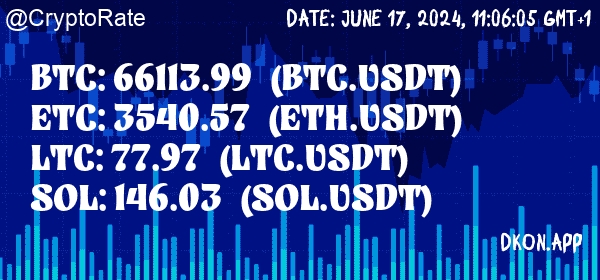 @CryptoRate
DATE: JUNE 17, 2024, 11:06:05 GMT+1
BTC: 66113.99 (BTC.USDT)
ETC: 3540.57 (ETH.USDT)
LTC: 77.97 (LTC.USDT)
SOL: 146.03 (SOL.USDT)
DKON.APP